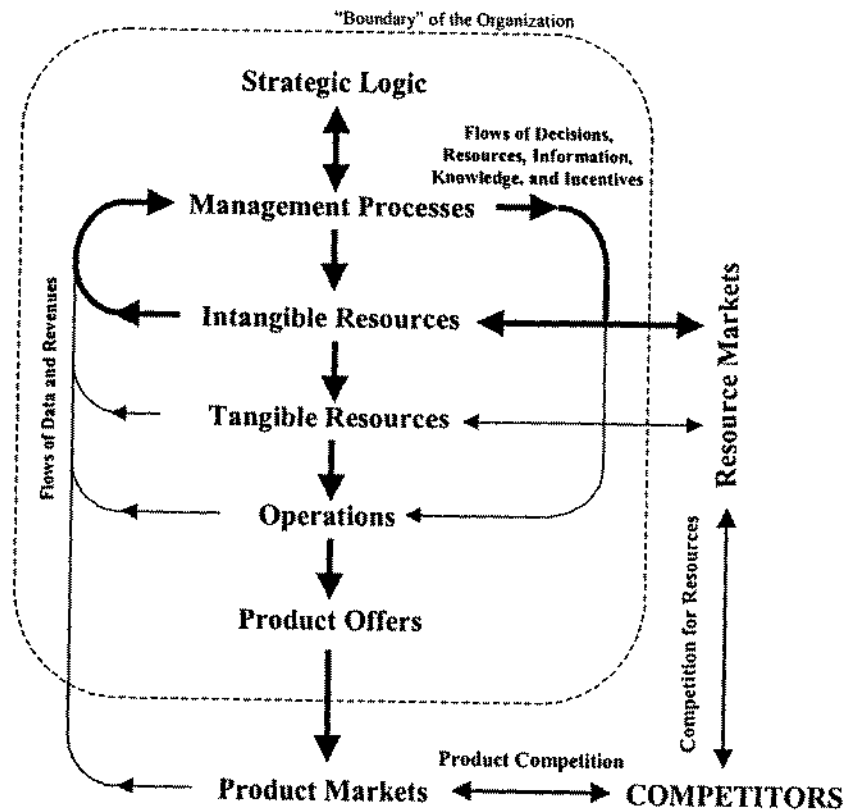 "Boundary" of the Organization
Strategic Logic
Flows of Decisions,
Resources, Information,
Knowledge, and Incentives
Management Processes
Intangible Resources
Tangible Resources
Operations
Product Offers
Product Markets
Flows of Data and Revenues
Resource Markets
Competition for Resources
Product Competition
COMPETITORS